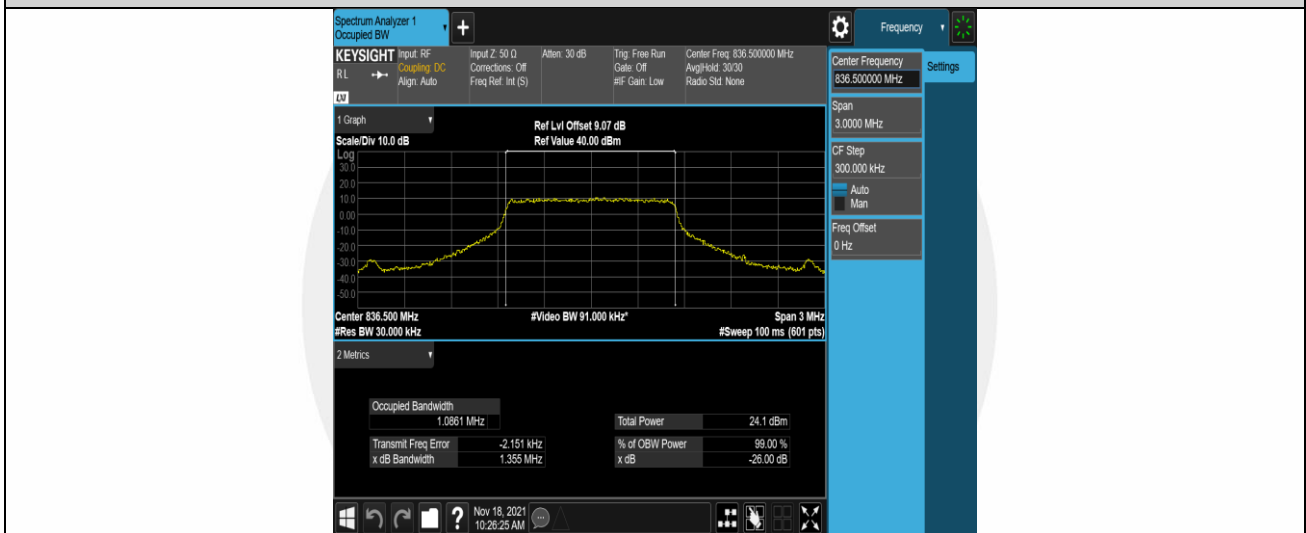 Spectrum Analyzer 1
Occupied BW
+
Frequency
KEYSIGHT
RL
LXI
Input: RF
Coupling: DC
Align: Auto
Input Z: 50 Ω
Corrections: Off
Freq Ref: Int (S)
Atten: 30 dB
Trig: Free Run
Gate: Off
#IF Gain: Low
Center Freq: 836.500000 MHz
Avg|Hold: 30/30
Radio Std: None
Center Frequency
836.500000 MHz
Settings
Span
3.0000 MHz
CF Step
300.000 kHz
Auto
Man
Freq Offset
0 Hz
1 Graph
Scale/Div 10.0 dB
Ref Lvl Offset 9.07 dB
Ref Value 40.00 dBm
Log
30.0
20.0
10.0
0.00
-10.0
-20.0
-30.0
-40.0
-50.0
Center 836.500 MHz
#Video BW 91.000 kHz*
Span 3 MHz
#Res BW 30.000 kHz
#Sweep 100 ms (601 pts)
2 Metrics
Occupied Bandwidth
1.0861 MHz
Total Power 24.1 dBm
Transmit Freq Error -2.151 kHz
% of OBW Power 99.00 %
x dB Bandwidth 1.355 MHz
x dB -26.00 dB
?
Nov 18, 2021
10:26:25 AM